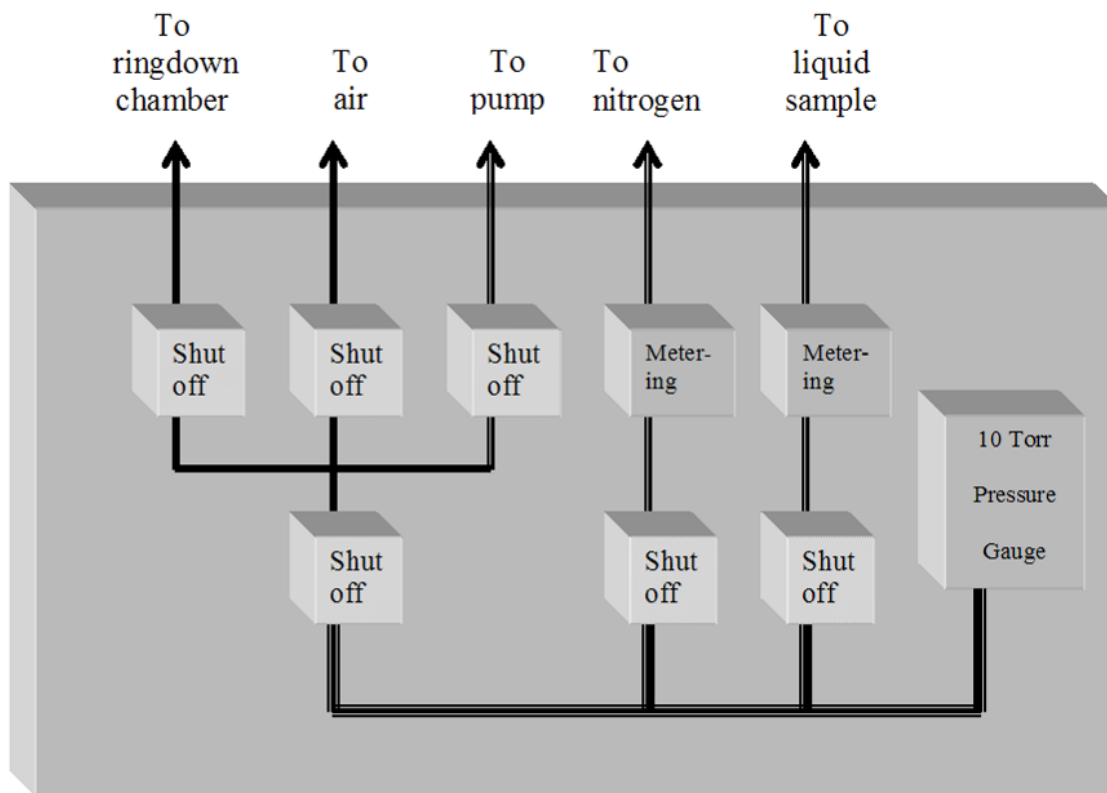 To
ringdown
chamber
To
air
To
pump
To
nitrogen
To
liquid
sample
Shut
off
Shut
off
Shut
off
Meter-
ing
Meter-
ing
10 Torr
Pressure
Gauge
Shut
off
Shut
off
Shut
off